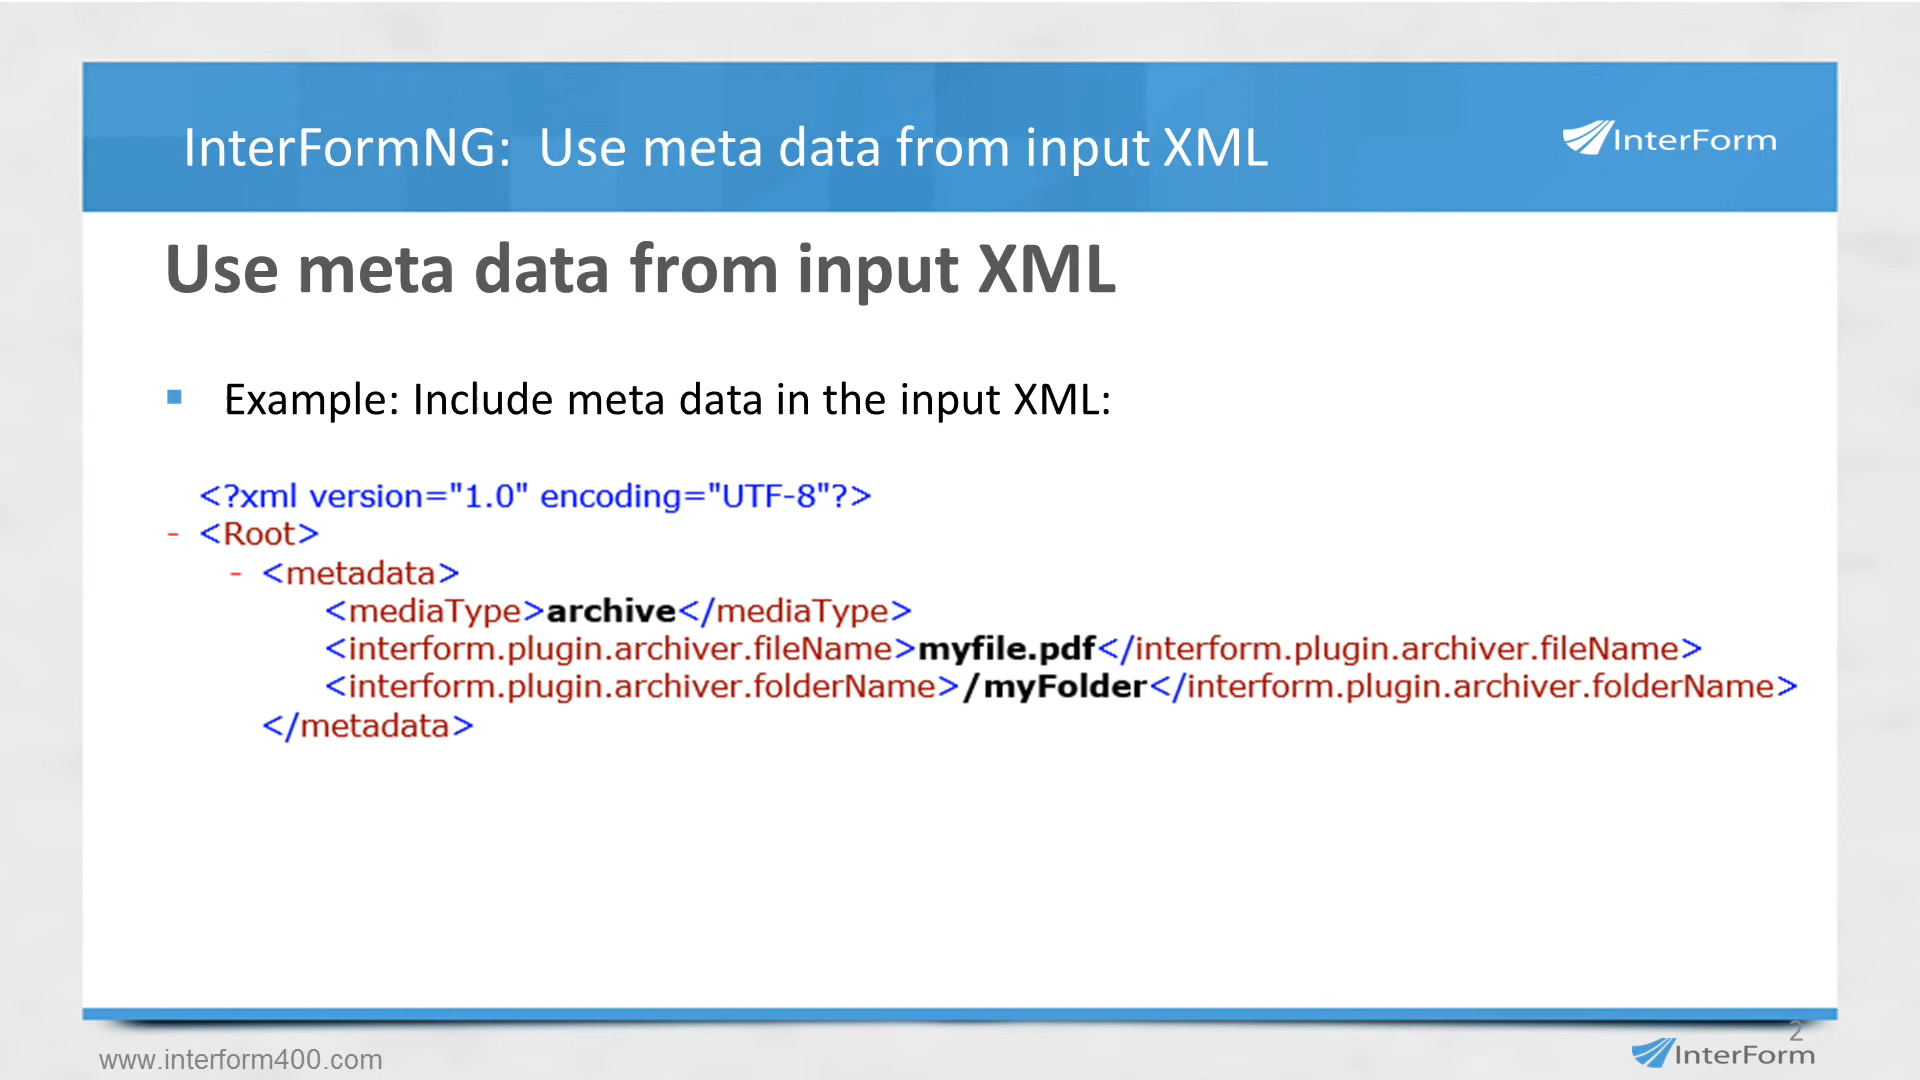 InterFormNG:  Use meta data from input XML
InterForm
Use meta data from input XML
▪ Example: Include meta data in the input XML:
<?xml version="1.0" encoding="UTF-8"?>
- <Root>
- <metadata>
<mediaType>archive</mediaType>
<interform.plugin.archiver.fileName>myfile.pdf</interform.plugin.archiver.fileName>
<interform.plugin.archiver.folderName>/myFolder</interform.plugin.archiver.folderName>
</metadata>
2
www.interform400.com
InterForm